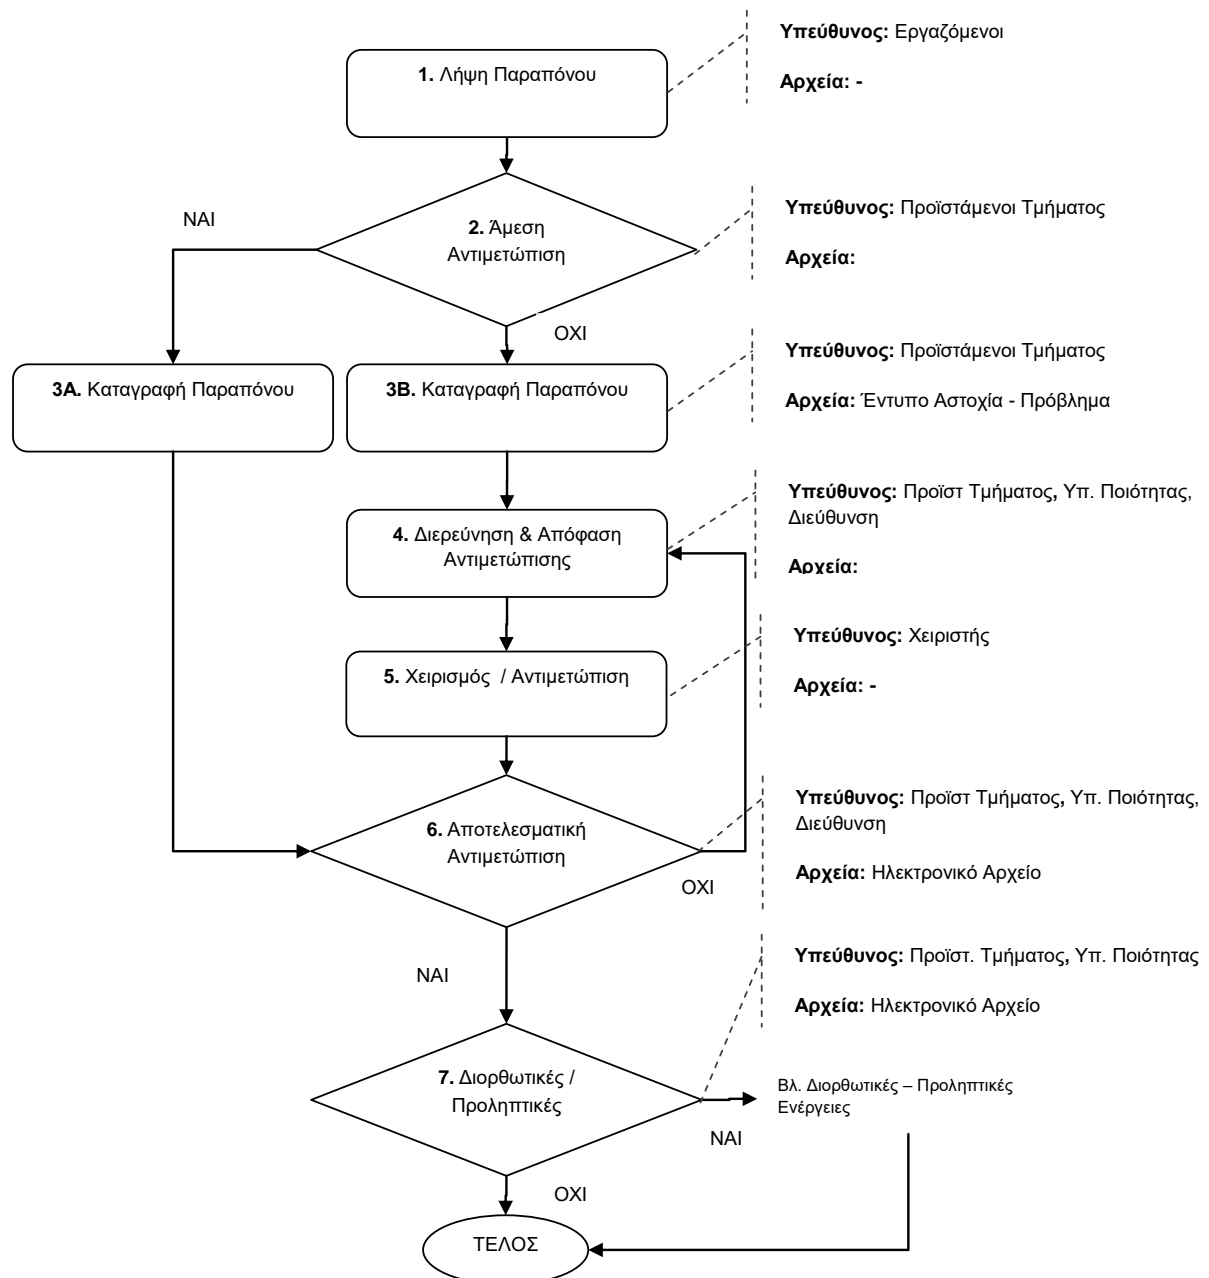 Υπεύθυνος: Εργαζόμενοι
1. Λήψη Παραπόνου
Αρχεία: -
ΝΑΙ
2. Άμεση
Αντιμετώπιση
Υπεύθυνος: Προϊστάμενοι Τμήματος
Αρχεία:
ΟΧΙ
Υπεύθυνος: Προϊστάμενοι Τμήματος
3Α. Καταγραφή Παραπόνου
3Β. Καταγραφή Παραπόνου
Αρχεία: Έντυπο Αστοχία - Πρόβλημα
Υπεύθυνος: Προϊστ Τμήματος, Υπ. Ποιότητας,
Διεύθυνση
4. Διερεύνηση & Απόφαση
Αντιμετώπισης
Αρχεία:
Υπεύθυνος: Χειριστής
5. Χειρισμός / Αντιμετώπιση
Αρχεία: -
Υπεύθυνος: Προϊστ Τμήματος, Υπ. Ποιότητας,
Διεύθυνση
6. Αποτελεσματική
Αντιμετώπιση
Αρχεία: Ηλεκτρονικό Αρχείο
ΟΧΙ
Υπεύθυνος: Προϊστ. Τμήματος, Υπ. Ποιότητας
ΝΑΙ
Αρχεία: Ηλεκτρονικό Αρχείο
7. Διορθωτικές /
Προληπτικές
Βλ. Διορθωτικές – Προληπτικές
Ενέργειες
ΝΑΙ
ΟΧΙ
ΤΕΛΟΣ